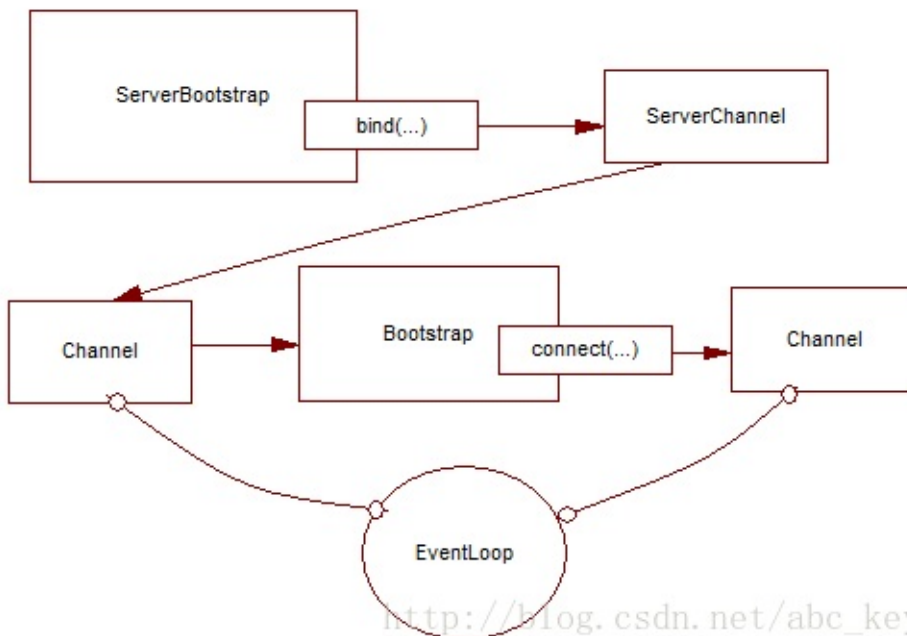 ServerBootstrap
bind(...)
ServerChannel
Channel
Bootstrap
connect(...)
Channel
EventLoop
http://blog.csdn.net/abc_key